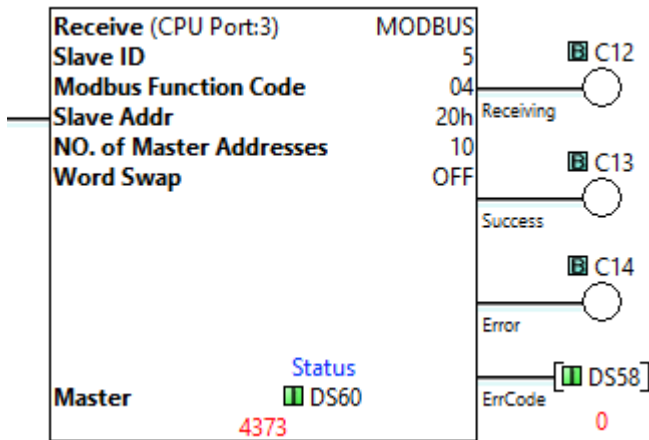 Receive (CPU Port:3) MODBUS
Slave ID 5
Modbus Function Code 04
Slave Addr 20h
NO. of Master Addresses 10
Word Swap OFF
B C12
Receiving
B C13
Success
B C14
Error
Status
Master DS60
4373
DS58
ErrCode
0